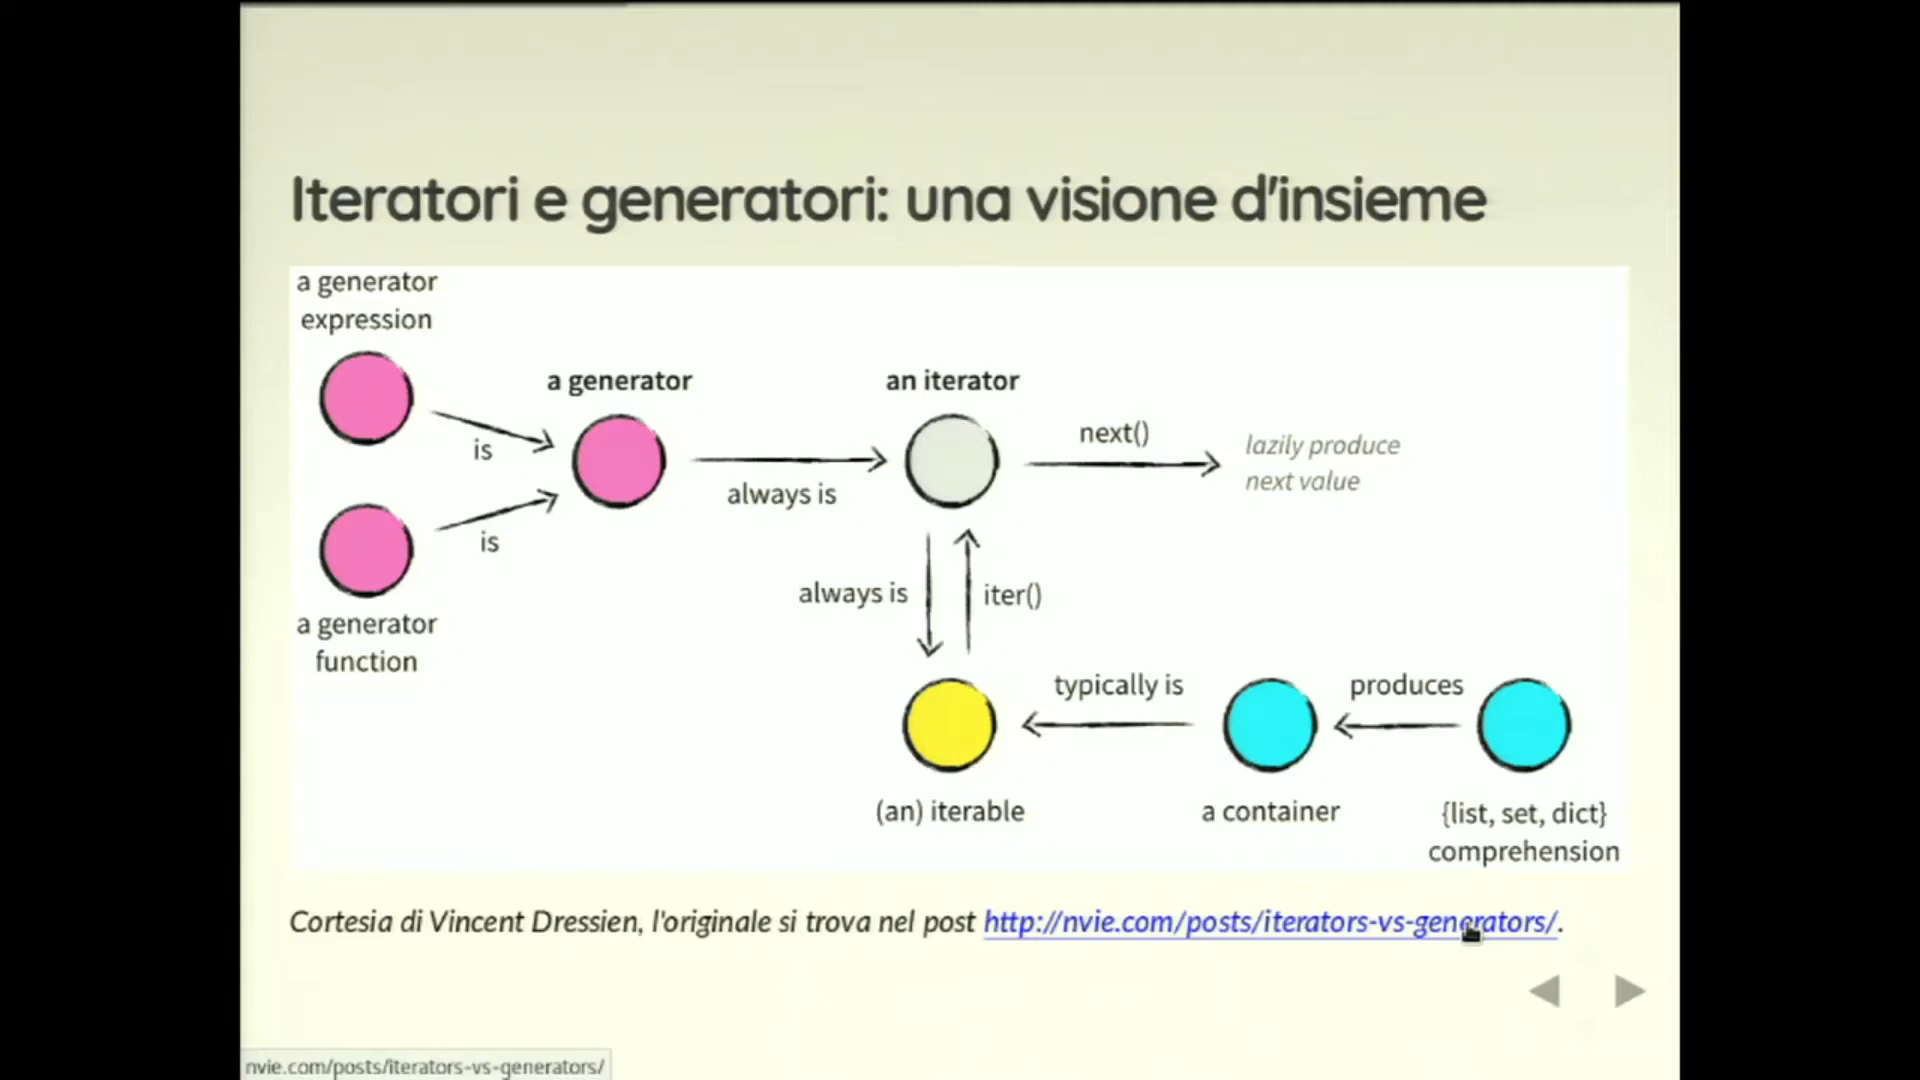 Iteratori e generatori: una visione d'insieme
a generator
expression
a generator
an iterator
next()
lazily produce
next value
is
always is
is
always is
iter()
a generator
function
typically is
produces
(an) iterable
a container
{list, set, dict}
comprehension
Cortesia di Vincent Dressien, l'originale si trova nel post http://nvie.com/posts/iterators-vs-generators/.
nvie.com/posts/iterators-vs-generators/